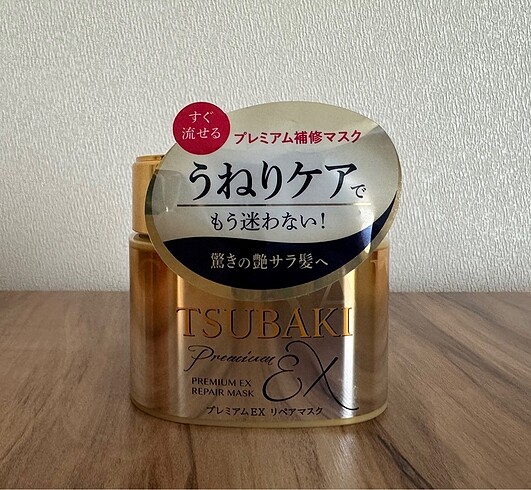 すぐ
流せる
プレミアム補修マスク
うねりケアで
もう迷わない!
驚きの艶サラ髪へ
TSUBAKI
Premium EX
PREMIUM EX
REPAIR MASK
プレミアムEX リペアマスク